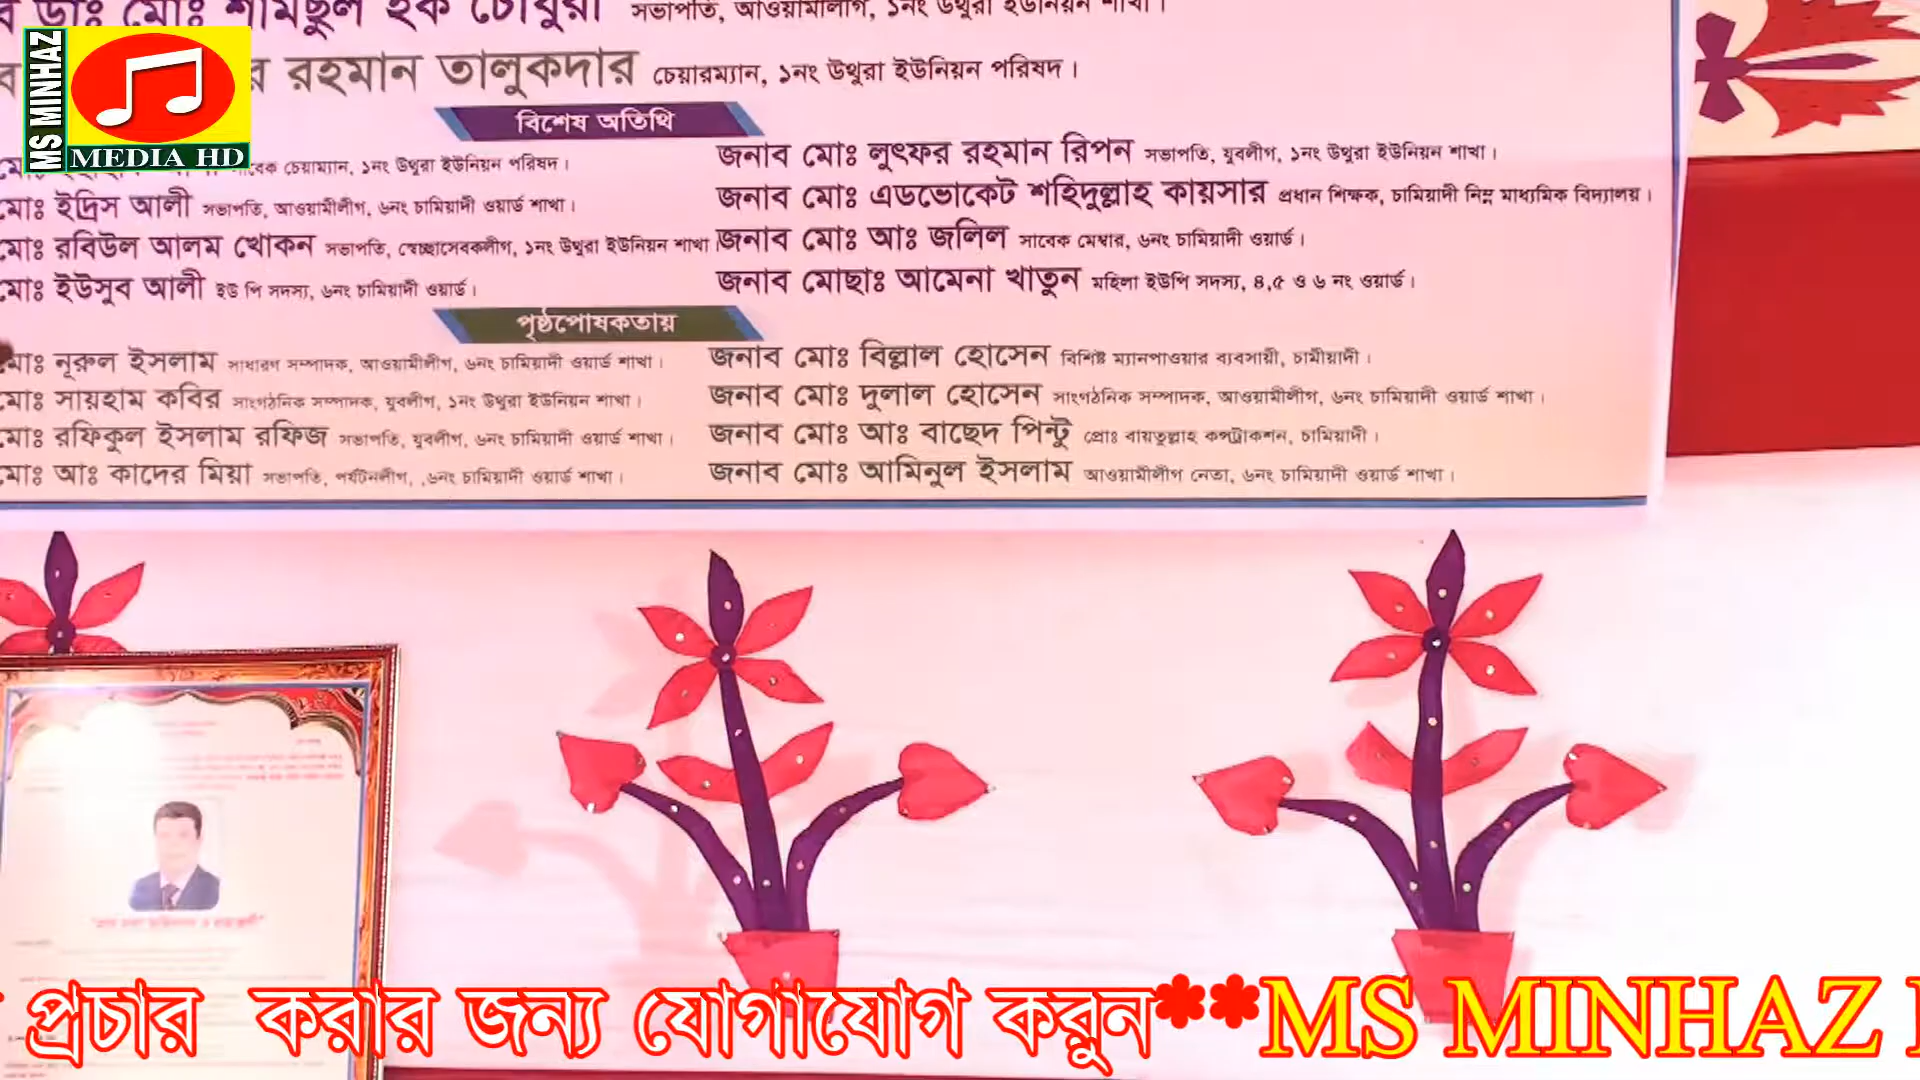 ডাঃ মোঃ শামছুল হক চৌধুরী সভাপতি, আওয়ামীলীগ, ১নং উথুরা ইউনিয়ন শাখা।
রহমান তালুকদার চেয়ারম্যান, ১নং উথুরা ইউনিয়ন পরিষদ।
MS MINHAZ
MEDIA HD
বিশেষ অতিথি
সাবেক চেয়াম্যান, ১নং উথুরা ইউনিয়ন পরিষদ।
মোঃ ইদ্রিস আলী সভাপতি, আওয়ামীলীগ, ৬নং চামিয়াদী ওয়ার্ড শাখা।
মোঃ রবিউল আলম খোকন সভাপতি, স্বেচ্ছাসেবকলীগ, ১নং উথুরা ইউনিয়ন শাখা।
মোঃ ইউসুব আলী ইউ পি সদস্য, ৬নং চামিয়াদী ওয়ার্ড।
জনাব মোঃ লুৎফর রহমান রিপন সভাপতি, যুবলীগ, ১নং উথুরা ইউনিয়ন শাখা।
জনাব মোঃ এডভোকেট শহিদুল্লাহ কায়সার প্রধান শিক্ষক, চামিয়াদী নিম্ন মাধ্যমিক বিদ্যালয়।
জনাব মোঃ আঃ জলিল সাবেক মেম্বার, ৬নং চামিয়াদী ওয়ার্ড।
জনাব মোছাঃ আমেনা খাতুন মহিলা ইউপি সদস্য, ৪,৫ ও ৬ নং ওয়ার্ড।
পৃষ্ঠপোষকতায়
মোঃ নূরুল ইসলাম সাধারণ সম্পাদক, আওয়ামীলীগ, ৬নং চামিয়াদী ওয়ার্ড শাখা।
মোঃ সায়হাম কবির সাংগঠনিক সম্পাদক, যুবলীগ, ১নং উথুরা ইউনিয়ন শাখা।
মোঃ রফিকুল ইসলাম রফিজ সভাপতি, যুবলীগ, ৬নং চামিয়াদী ওয়ার্ড শাখা।
মোঃ আঃ কাদের মিয়া সভাপতি, পর্যটনলীগ, ,৬নং চামিয়াদী ওয়ার্ড শাখা।
জনাব মোঃ বিল্লাল হোসেন বিশিষ্ট ম্যানপাওয়ার ব্যবসায়ী, চামীয়াদী।
জনাব মোঃ দুলাল হোসেন সাংগঠনিক সম্পাদক, আওয়ামীলীগ, ৬নং চামিয়াদী ওয়ার্ড শাখা।
জনাব মোঃ আঃ বাছেদ পিন্টু প্রোঃ বায়তুল্লাহ কন্সট্রাকশন, চামিয়াদী।
জনাব মোঃ আমিনুল ইসলাম আওয়ামীলীগ নেতা, ৬নং চামিয়াদী ওয়ার্ড শাখা।
প্রচার করার জন্য যোগাযোগ করুন**MS MINHAZ